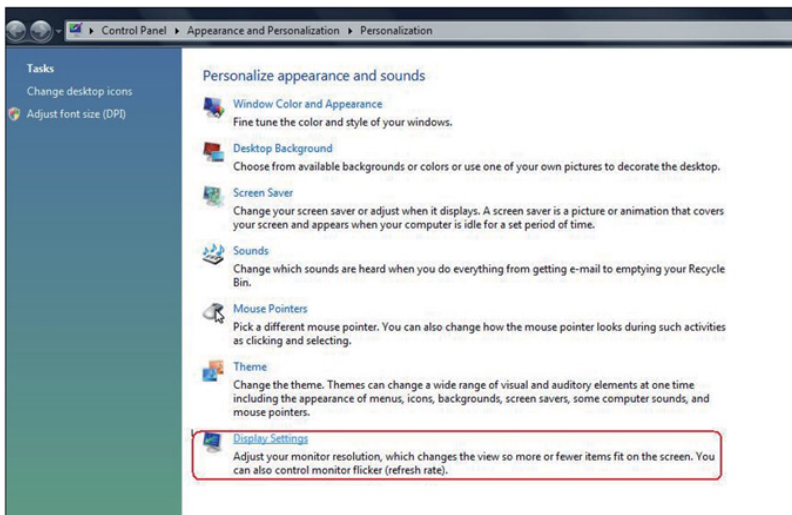 Control Panel ▸ Appearance and Personalization ▸ Personalization
Tasks
Change desktop icons
Adjust font size (DPI)
Personalize appearance and sounds
Window Color and Appearance
Fine tune the color and style of your windows.
Desktop Background
Choose from available backgrounds or colors or use one of your own pictures to decorate the desktop.
Screen Saver
Change your screen saver or adjust when it displays. A screen saver is a picture or animation that covers
your screen and appears when your computer is idle for a set period of time.
Sounds
Change which sounds are heard when you do everything from getting e-mail to emptying your Recycle
Bin.
Mouse Pointers
Pick a different mouse pointer. You can also change how the mouse pointer looks during such activities
as clicking and selecting.
Theme
Change the theme. Themes can change a wide range of visual and auditory elements at one time
including the appearance of menus, icons, backgrounds, screen savers, some computer sounds, and
mouse pointers.
Display Settings
Adjust your monitor resolution, which changes the view so more or fewer items fit on the screen. You
can also control monitor flicker (refresh rate).